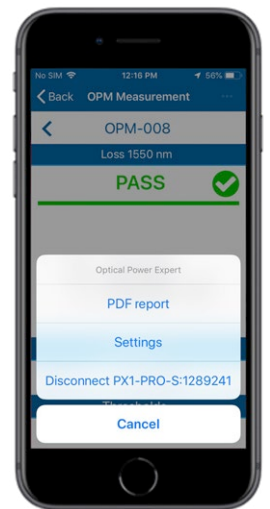 No SIM 12:16 PM 56%
Back OPM Measurement ...
OPM-008
Loss 1550 nm
PASS
Optical Power Expert
PDF report
Settings
Disconnect PX1-PRO-S:1289241
Thresholds
Cancel